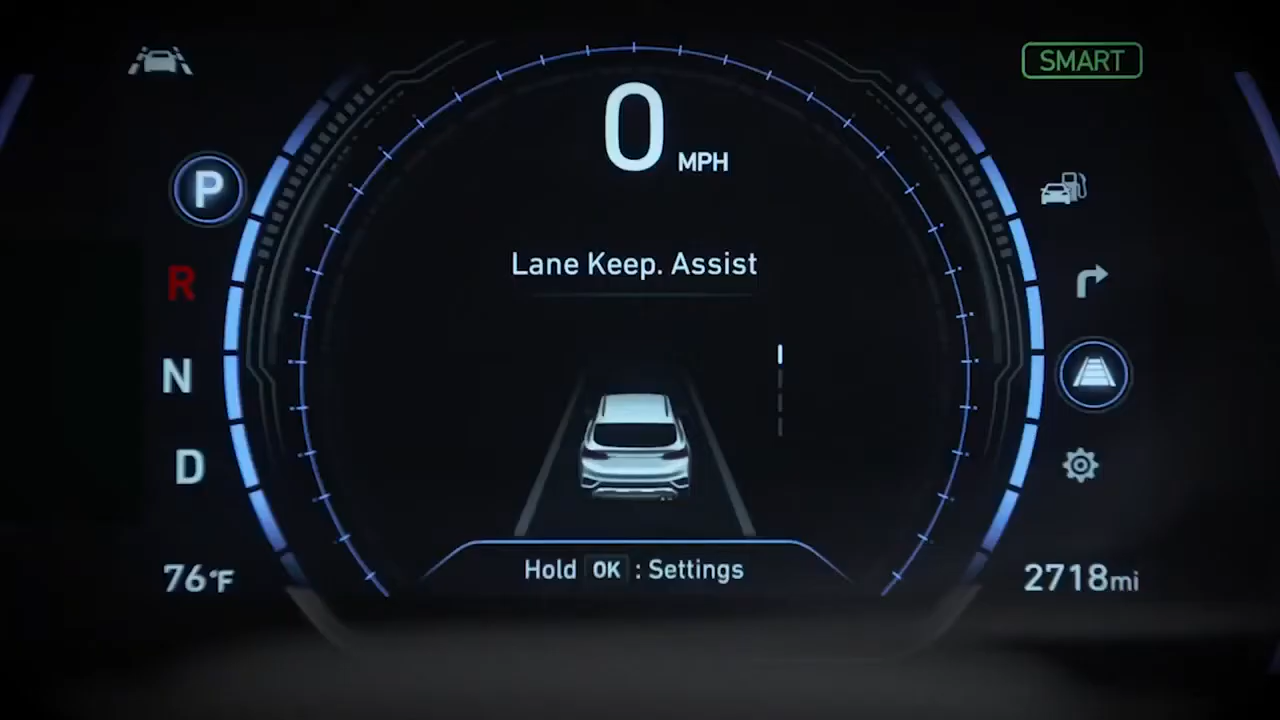 SMART
0 MPH
P
R
N
D
Lane Keep. Assist
Hold OK : Settings
76°F
2718mi